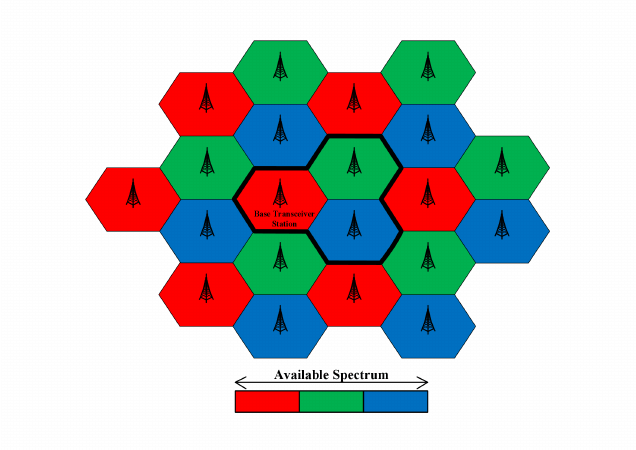 Base Transceiver
Station
Available Spectrum